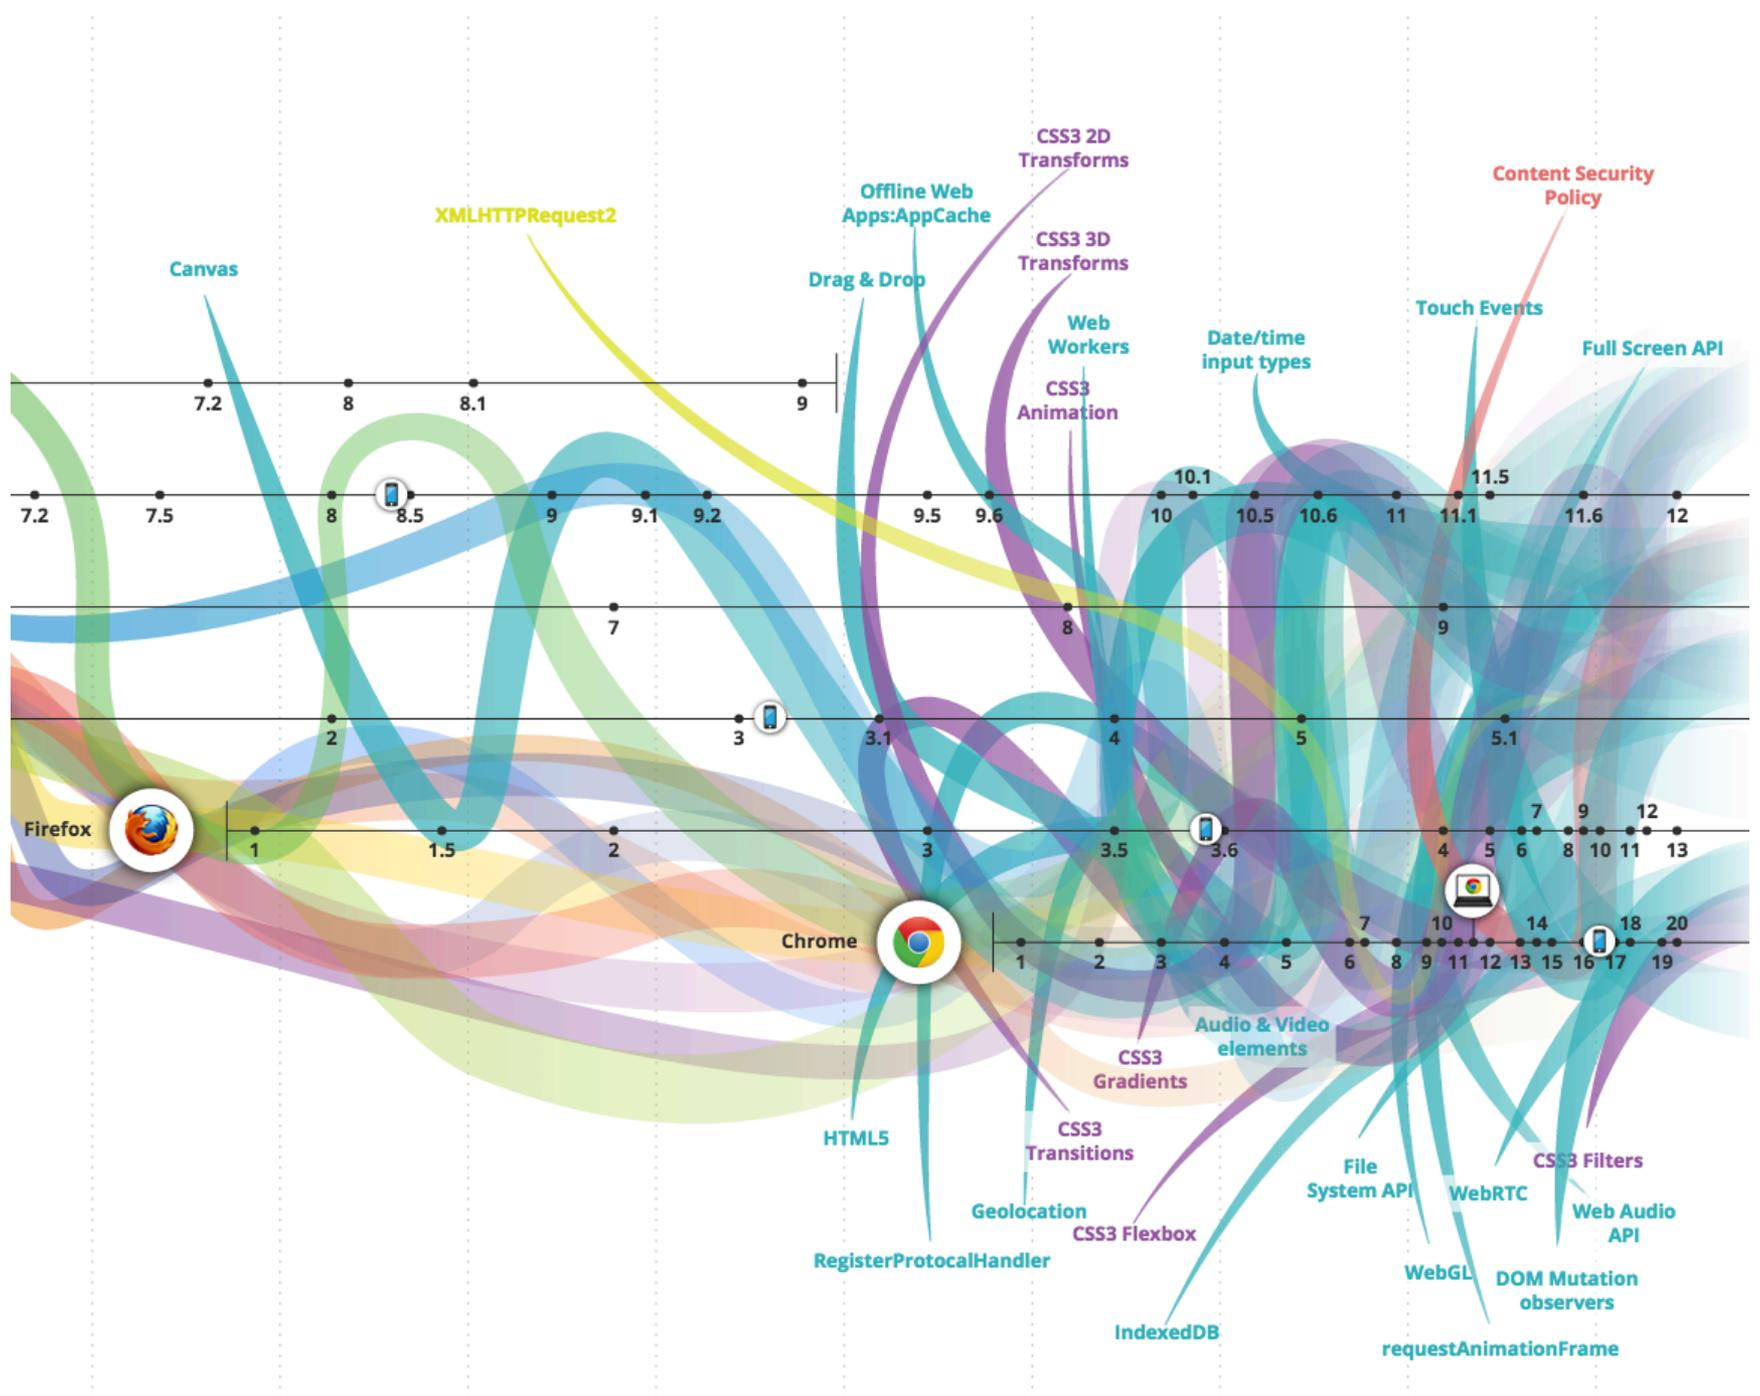 CSS3 2D
Transforms
Content Security
Policy
Offline Web
Apps:AppCache
XMLHTTPRequest2
CSS3 3D
Transforms
Canvas
Drag & Drop
Touch Events
Web
Workers
Date/time
input types
Full Screen API
CSS3
Animation
7.2 8 8.1 9
10.1 11.5
7.2 7.5 8 8.5 9 9.1 9.2 9.5 9.6 10 10.5 10.6 11 11.1 11.6 12
7 8 9
2 3 3.1 4 5 5.1
7 9 12
Firefox
1 1.5 2 3 3.5 3.6 4 5 6 8 10 11 13
7 10 14 18 20
Chrome
1 2 3 4 5 6 8 9 11 12 13 15 16 17 19
Audio & Video
elements
CSS3
Gradients
HTML5
CSS3
Transitions
File
System API
CSS3 Filters
WebRTC
Geolocation
Web Audio
API
CSS3 Flexbox
RegisterProtocalHandler
WebGL
DOM Mutation
observers
IndexedDB
requestAnimationFrame